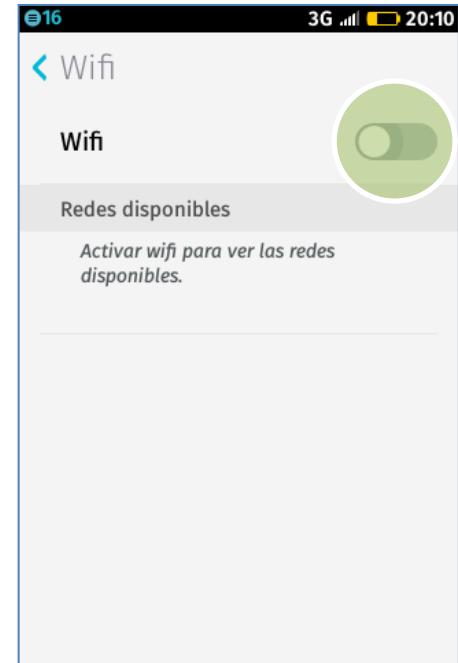 16 3G 20:10
Wifi
Wifi
Redes disponibles
Activar wifi para ver las redes
disponibles.